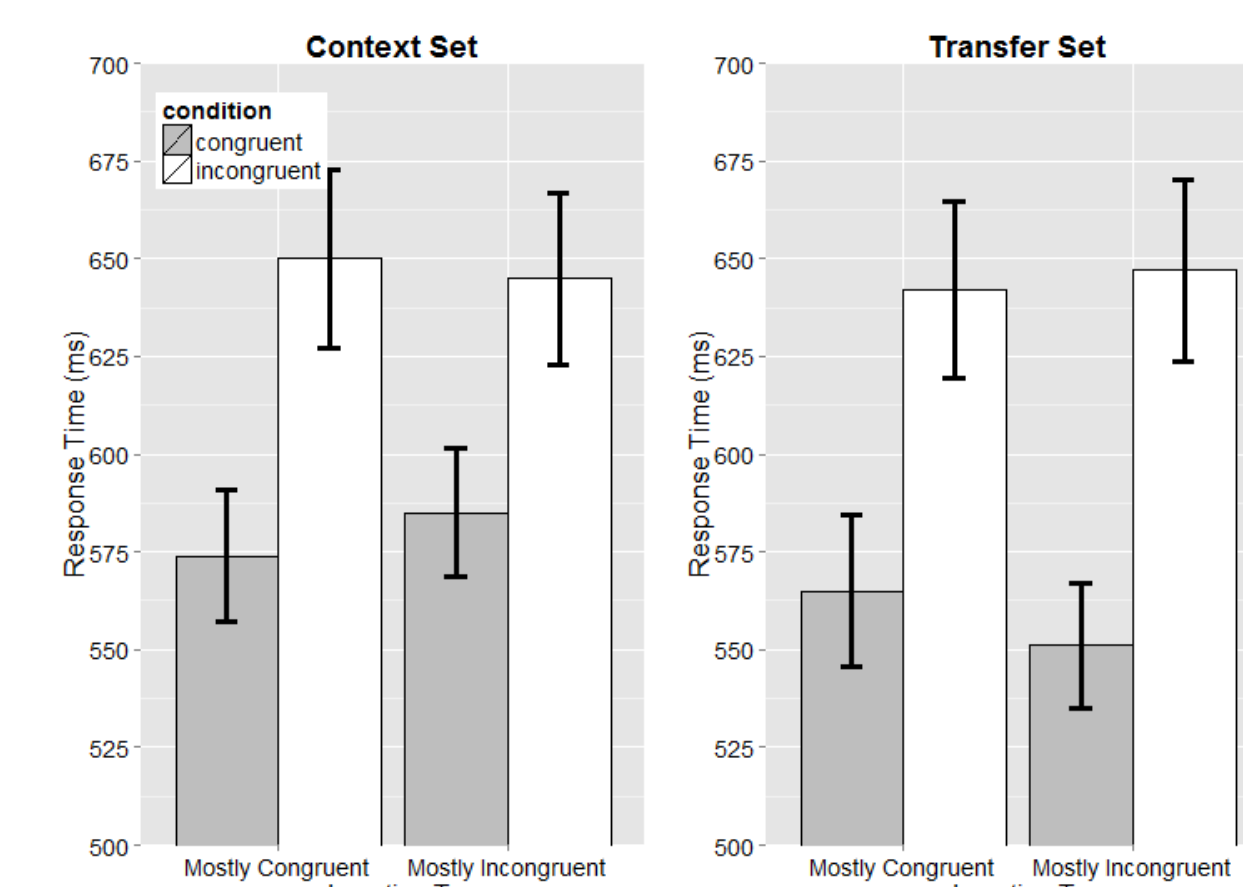 Context Set
700
condition
congruent
675
incongruent
650
625
600
575
550
525
500
Response Time (ms)
Mostly Congruent
Mostly Incongruent
Transfer Set
700
675
650
625
600
575
550
525
500
Response Time (ms)
Mostly Congruent
Mostly Incongruent